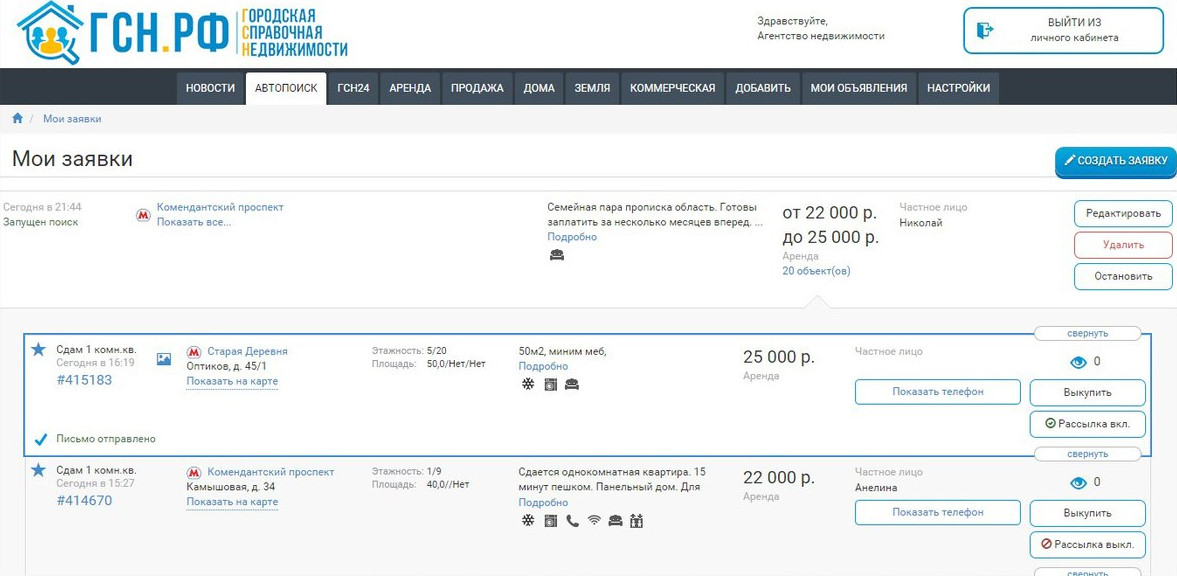 ГСН.РФ
ГОРОДСКАЯ
СПРАВОЧНАЯ
НЕДВИЖИМОСТИ
Здравствуйте,
Агентство недвижимости
ВЫЙТИ ИЗ
личного кабинета
НОВОСТИ АВТОПОИСК ГСН24 АРЕНДА ПРОДАЖА ДОМА ЗЕМЛЯ КОММЕРЧЕСКАЯ ДОБАВИТЬ МОИ ОБЪЯВЛЕНИЯ НАСТРОЙКИ
/ Мои заявки
Мои заявки
СОЗДАТЬ ЗАЯВКУ
Сегодня в 21:44
Запущен поиск
М Комендантский проспект
Показать все...
Семейная пара прописка область. Готовы
заплатить за несколько месяцев вперед. ...
Подробно
от 22 000 р.
до 25 000 р.
Аренда
20 объект(ов)
Частное лицо
Николай
Редактировать
Удалить
Остановить
свернуть
Сдам 1 комн.кв.
Сегодня в 16:19
#415183
М Старая Деревня
Оптиков, д. 45/1
Показать на карте
Этажность: 5/20
Площадь: 50,0/Нет/Нет
50м2, миним меб,
Подробно
25 000 р.
Аренда
Частное лицо
Показать телефон
0
Выкупить
Рассылка вкл.
Письмо отправлено
свернуть
Сдам 1 комн.кв.
Сегодня в 15:27
#414670
М Комендантский проспект
Камышовая, д. 34
Показать на карте
Этажность: 1/9
Площадь: 40,0//Нет
Сдается однокомнатная квартира. 15
минут пешком. Панельный дом. Для
Подробно
22 000 р.
Аренда
Частное лицо
Анелина
Показать телефон
0
Выкупить
Рассылка выкл.
свернуть